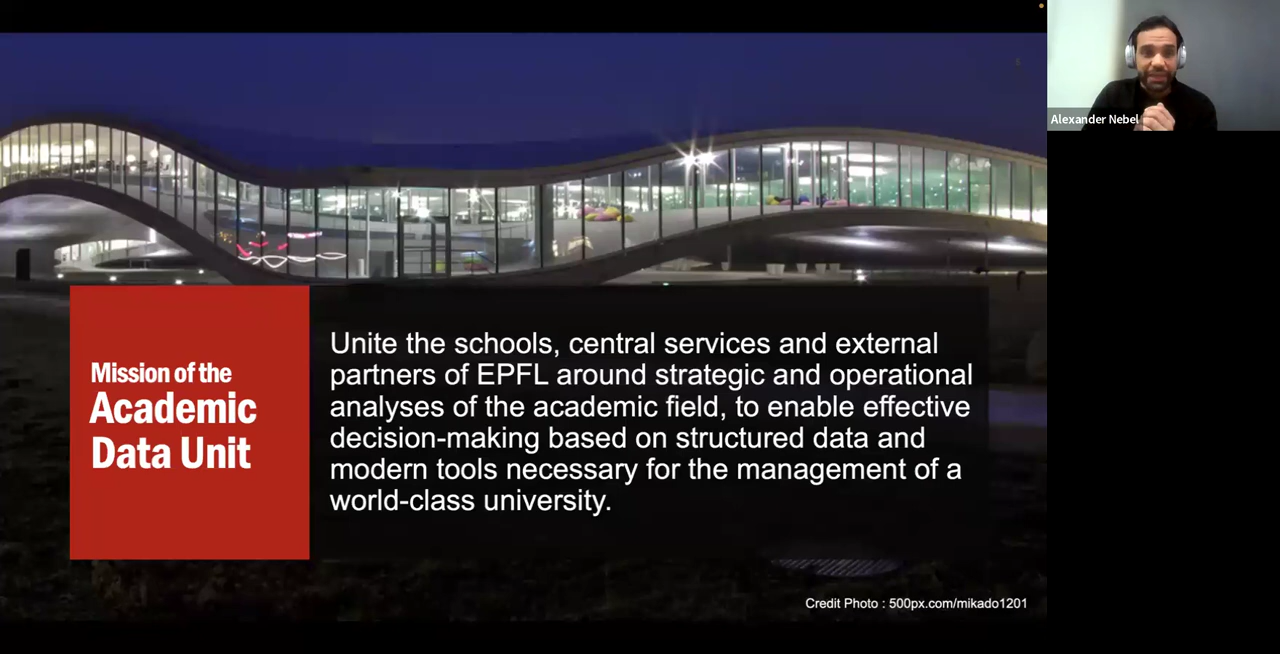 Alexander Nebel
Mission of the
Academic
Data Unit
Unite the schools, central services and external
partners of EPFL around strategic and operational
analyses of the academic field, to enable effective
decision-making based on structured data and
modern tools necessary for the management of a
world-class university.
Credit Photo : 500px.com/mikado1201